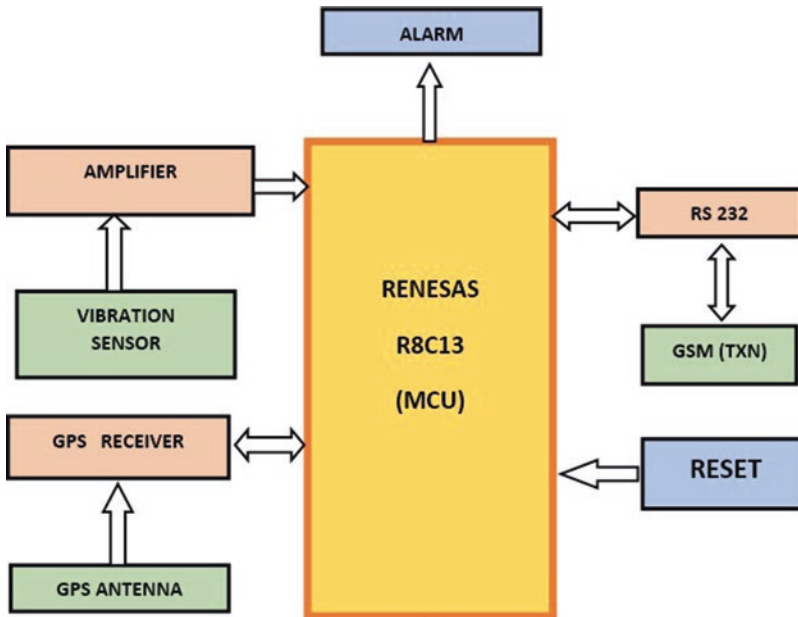 ALARM
AMPLIFIER
VIBRATION
SENSOR
GPS RECEIVER
GPS ANTENNA
RENESAS
R8C13
(MCU)
RS 232
GSM (TXN)
RESET